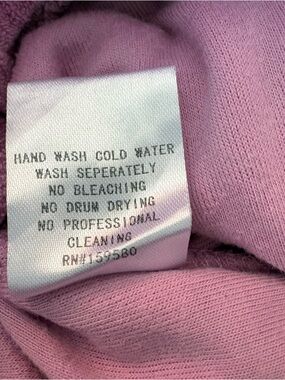 HAND WASH COLD WATER
WASH SEPERATELY
NO BLEACHING
NO DRUM DRYING
NO PROFESSIONAL
CLEANING
RN#159580